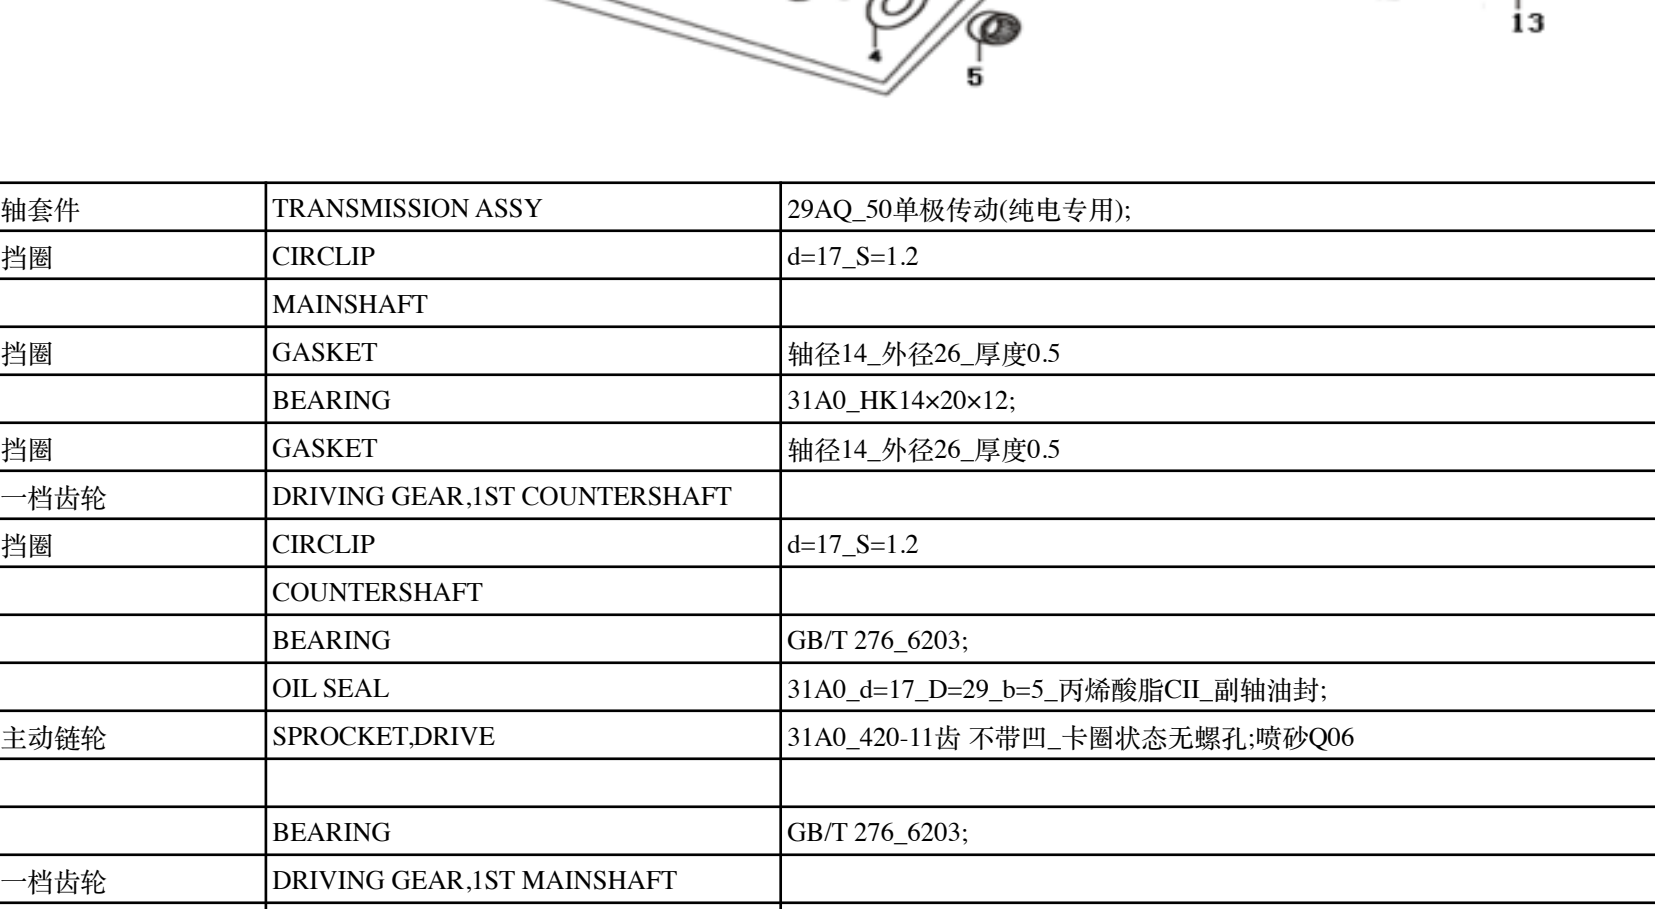 13
4
5
轴套件 TRANSMISSION ASSY 29AQ_50单极传动(纯电专用);
挡圈 CIRCLIP d=17_S=1.2
MAINSHAFT
挡圈 GASKET 轴径14_外径26_厚度0.5
BEARING 31A0_HK14×20×12;
挡圈 GASKET 轴径14_外径26_厚度0.5
一档齿轮 DRIVING GEAR,1ST COUNTERSHAFT
挡圈 CIRCLIP d=17_S=1.2
COUNTERSHAFT
BEARING GB/T 276_6203;
OIL SEAL 31A0_d=17_D=29_b=5_丙烯酸脂CII_副轴油封;
主动链轮 SPROCKET,DRIVE 31A0_420-11齿 不带凹_卡圈状态无螺孔;喷砂Q06
BEARING GB/T 276_6203;
一档齿轮 DRIVING GEAR,1ST MAINSHAFT